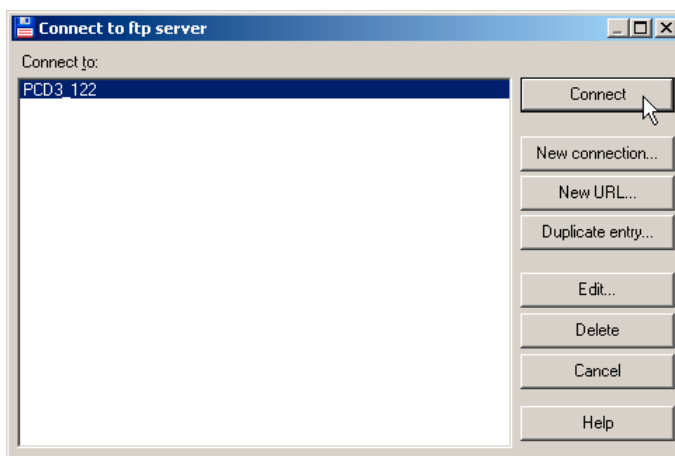 Connect to ftp server
Connect to:
PCD3_122
Connect
New connection...
New URL...
Duplicate entry...
Edit...
Delete
Cancel
Help